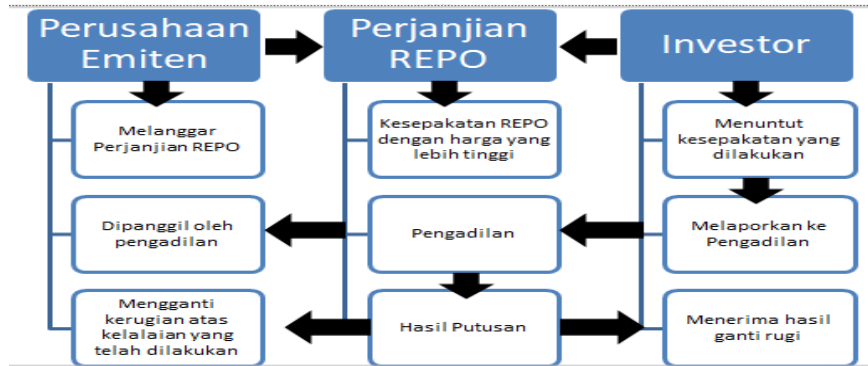 Perusahaan
Emiten
Perjanjian
REPO
Investor
Melanggar
Perjanjian REPO
Kesepakatan REPO
dengan harga yang
lebih tinggi
Menuntut
kesepakatan yang
dilakukan
Dipanggil oleh
pengadilan
Pengadilan
Melaporkan ke
Pengadilan
Mengganti
kerugian atas
kelalaian yang
telah dilakukan
Hasil Putusan
Menerima hasil
ganti rugi